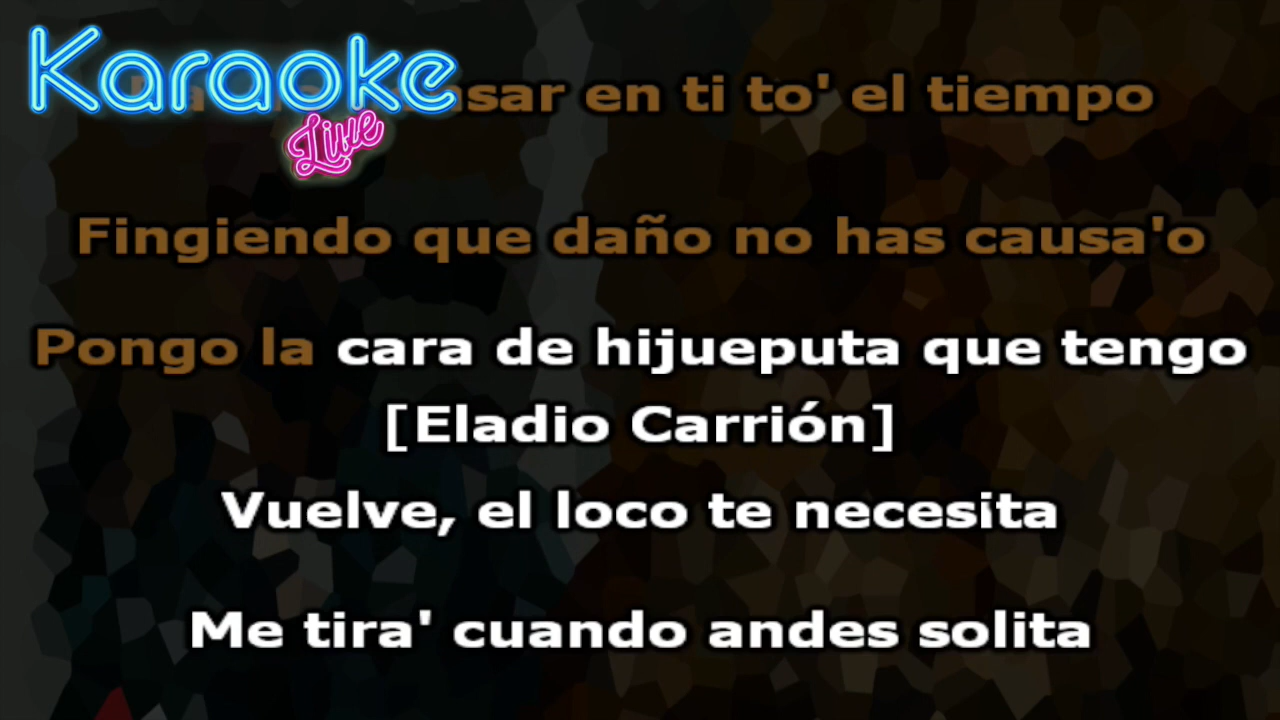 Karaoke
Live
sar en ti to' el tiempo
Fingiendo que daño no has causa'o
Pongo la cara de hijueputa que tengo
[Eladio Carrión]
Vuelve, el loco te necesita
Me tira' cuando andes solita